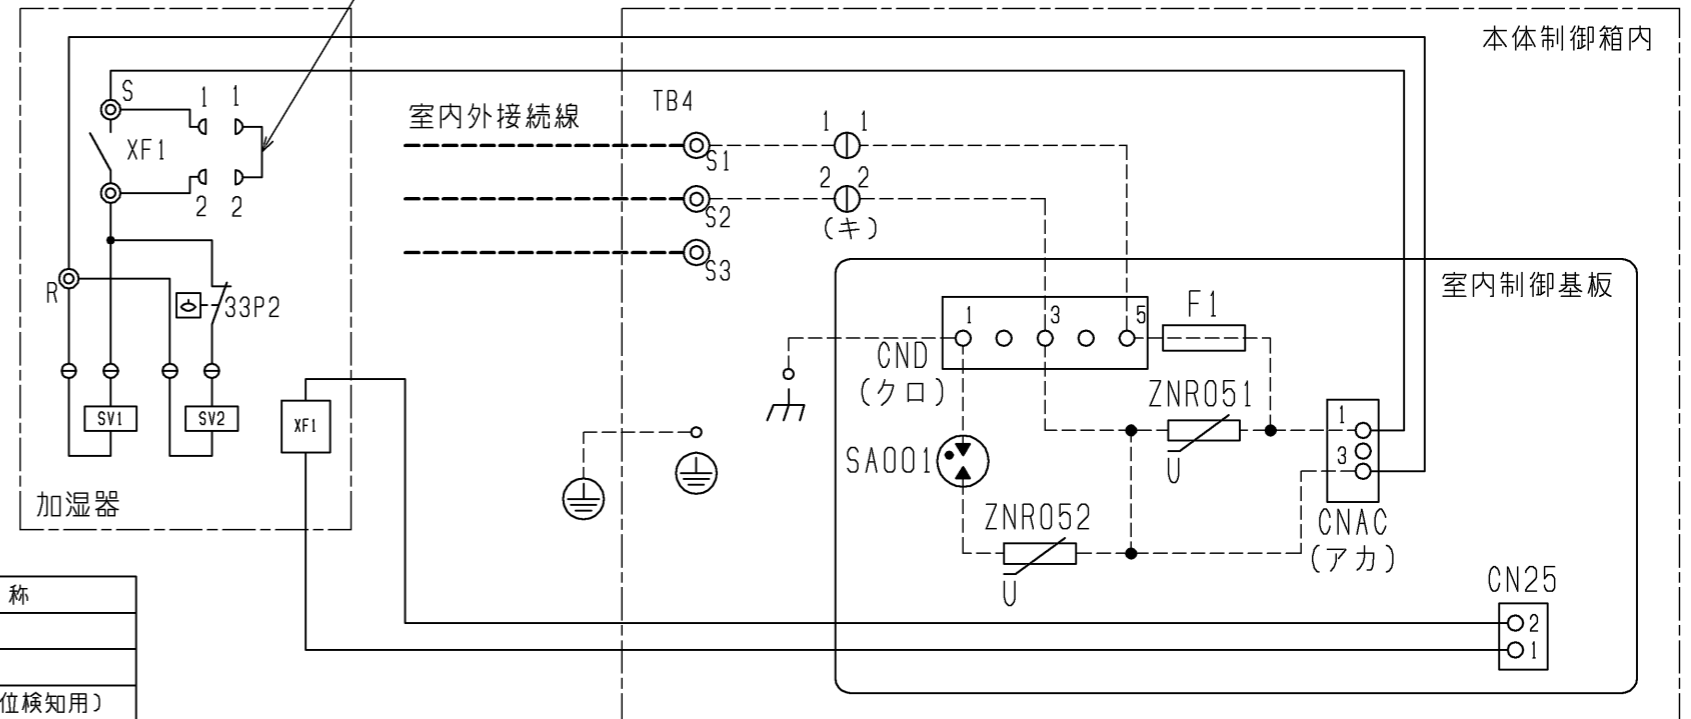 本体制御箱内
S
1 1
XF1
2 2
室内外接続線
TB4
1 1
S1
2 2
S2
(キ)
S3
R
33P2
室内制御基板
1 3 5
F1
CND
(クロ)
ZNR051
U
SV1
SV2
XF1
SA001
1
3
CNAC
(アカ)
ZNR052
U
加湿器
CN25
2
1
称
位検知用)